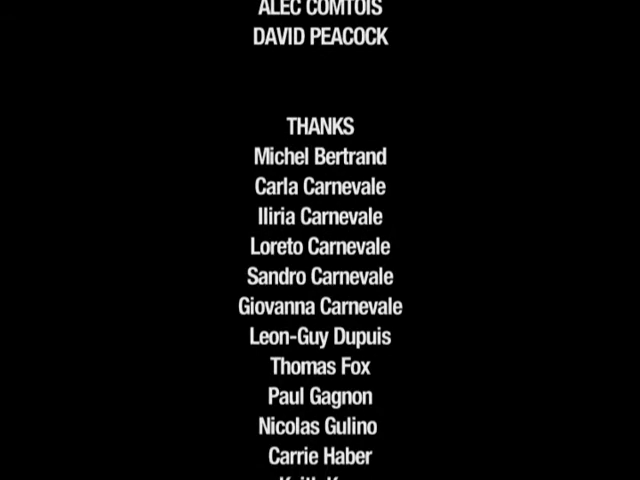 ALEC COMTOIS
DAVID PEACOCK
THANKS
Michel Bertrand
Carla Carnevale
Iliria Carnevale
Loreto Carnevale
Sandro Carnevale
Giovanna Carnevale
Leon-Guy Dupuis
Thomas Fox
Paul Gagnon
Nicolas Gulino
Carrie Haber